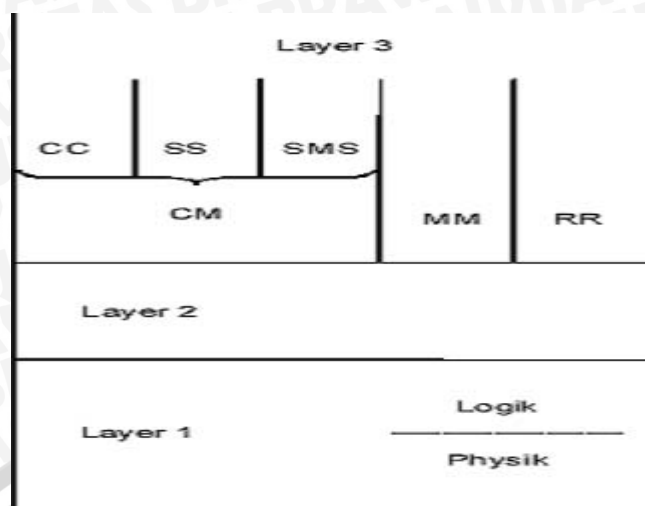 Layer 3
CC SS SMS
CM MM RR
Layer 2
Logik
Layer 1
Physik